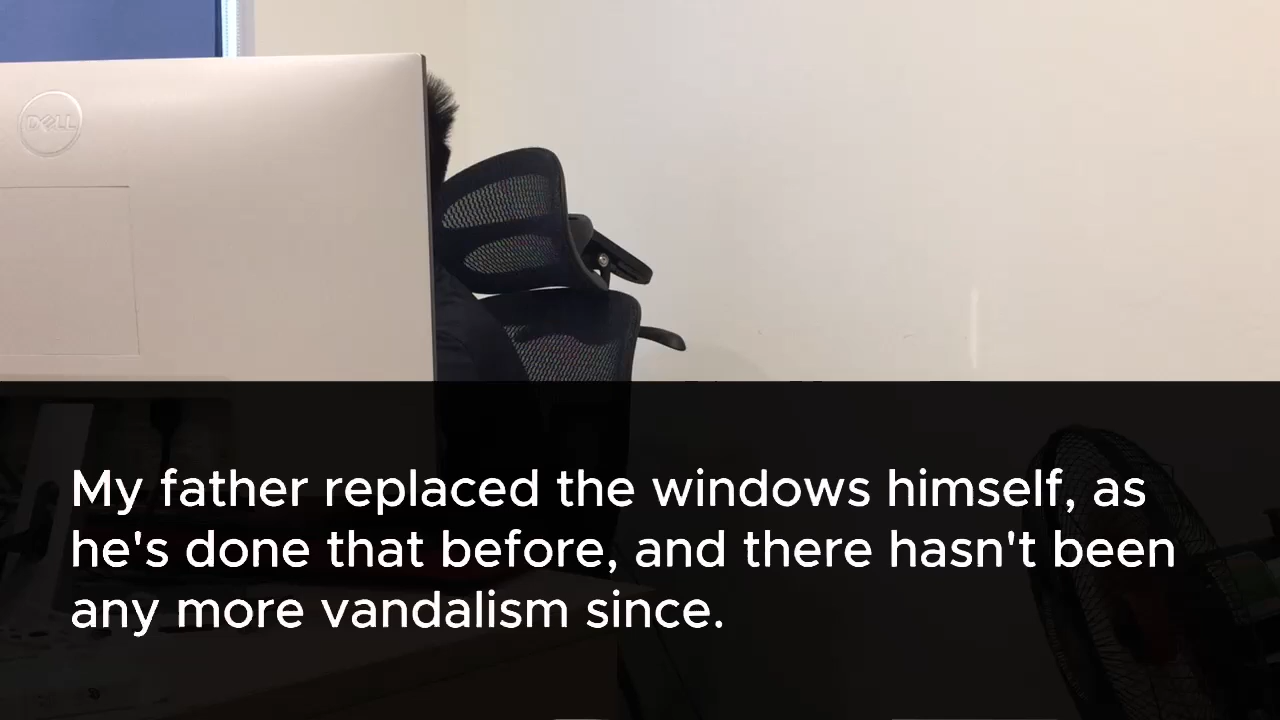 DELL
My father replaced the windows himself, as
he's done that before, and there hasn't been
any more vandalism since.